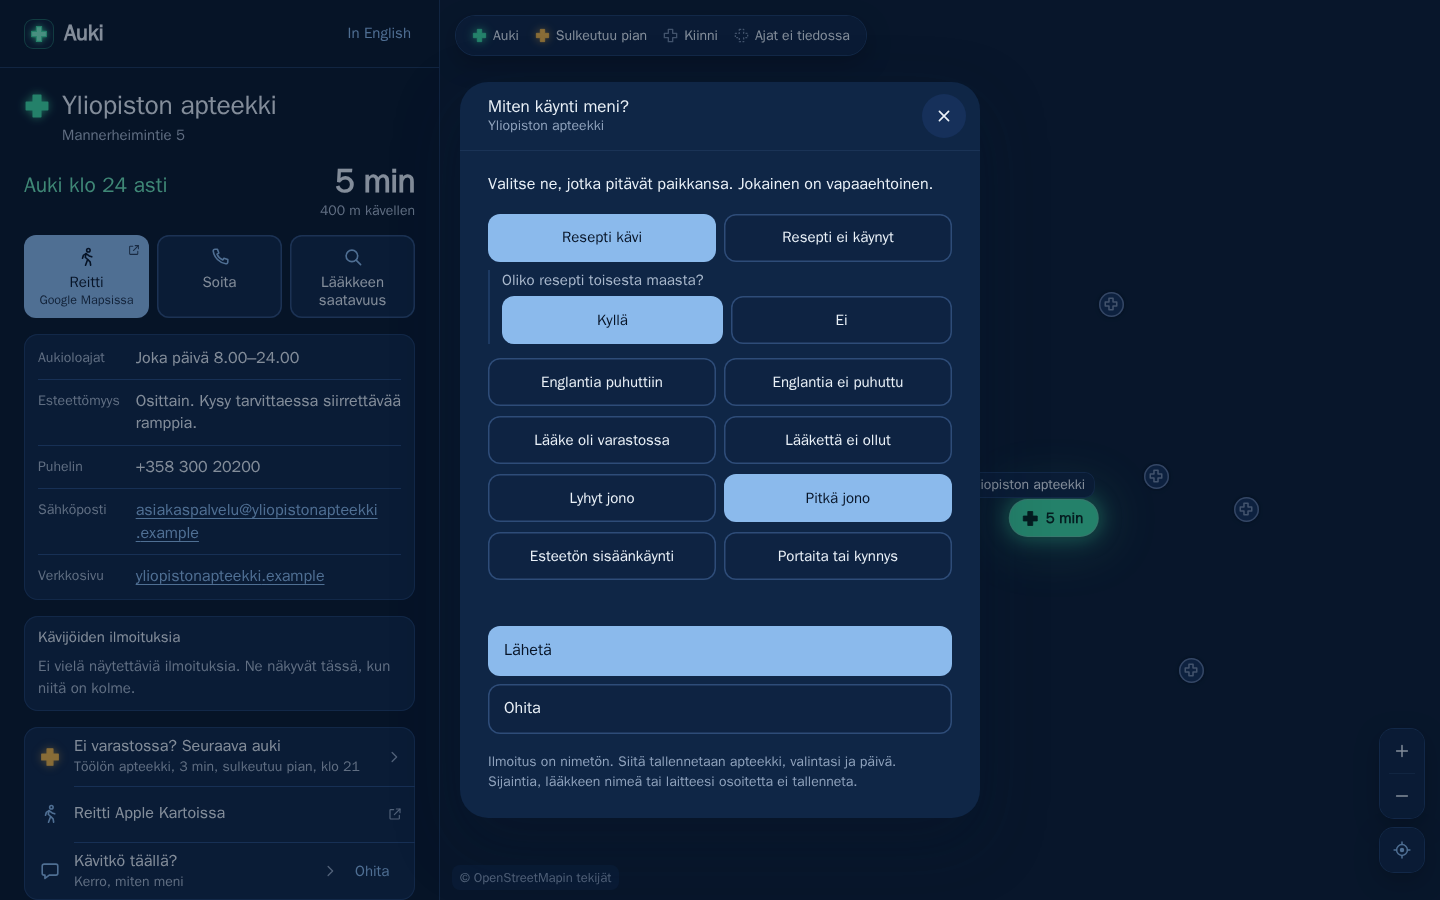 Auki
In English
Auki
Sulkeutuu pian
Kiinni
Ajat ei tiedossa
Yliopiston apteekki
Mannerheimintie 5
Auki klo 24 asti
5 min
400 m kävellen
Reitti
Google Mapsissa
Soita
Lääkkeen
saatavuus
Aukioloajat
Joka päivä 8.00–24.00
Esteettömyys
Osittain. Kysy tarvittaessa siirrettävää
ramppia.
Puhelin
+358 300 20200
Sähköposti
asiakaspalvelu@yliopistonapteekki
.example
Verkkosivu
yliopistonapteekki.example
Kävijöiden ilmoituksia
Ei vielä näytettäviä ilmoituksia. Ne näkyvät tässä, kun
niitä on kolme.
Ei varastossa? Seuraava auki
Töölön apteekki, 3 min, sulkeutuu pian, klo 21
Reitti Apple Kartoissa
Kävitkö täällä?
Kerro, miten meni
Ohita
Miten käynti meni?
Yliopiston apteekki
Valitse ne, jotka pitävät paikkansa. Jokainen on vapaaehtoinen.
Resepti kävi
Resepti ei käynyt
Oliko resepti toisesta maasta?
Kyllä
Ei
Englantia puhuttiin
Englantia ei puhuttu
Lääke oli varastossa
Lääkettä ei ollut
Lyhyt jono
Pitkä jono
Esteetön sisäänkäynti
Portaita tai kynnys
Lähetä
Ohita
Ilmoitus on nimetön. Siitä tallennetaan apteekki, valintasi ja päivä.
Sijaintia, lääkkeen nimeä tai laitteesi osoitetta ei tallenneta.
iopiston apteekki
5 min
© OpenStreetMapin tekijät